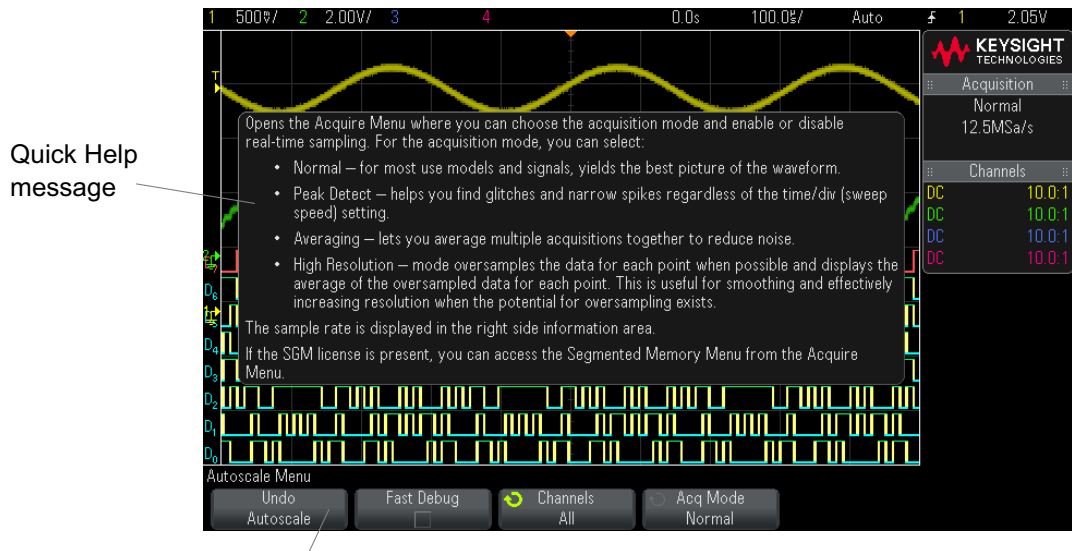 1 500mV/ 2 2.00V/ 3 4 0.0s 100.0us/ Auto 1 2.05V
KEYSIGHT
TECHNOLOGIES
Acquisition
Normal
12.5MSa/s
Channels
DC 10.0:1
DC 10.0:1
DC 10.0:1
DC 10.0:1
T
Quick Help
message
Opens the Acquire Menu where you can choose the acquisition mode and enable or disable
real-time sampling. For the acquisition mode, you can select:
• Normal – for most use models and signals, yields the best picture of the waveform.
• Peak Detect – helps you find glitches and narrow spikes regardless of the time/div (sweep
speed) setting.
• Averaging – lets you average multiple acquisitions together to reduce noise.
• High Resolution – mode oversamples the data for each point when possible and displays the
average of the oversampled data for each point. This is useful for smoothing and effectively
increasing resolution when the potential for oversampling exists.
The sample rate is displayed in the right side information area.
If the SGM license is present, you can access the Segmented Memory Menu from the Acquire
Menu.
D6
D4
D3
D2
D1
D0
Autoscale Menu
Undo
Autoscale
Fast Debug
Channels
All
Acq Mode
Normal